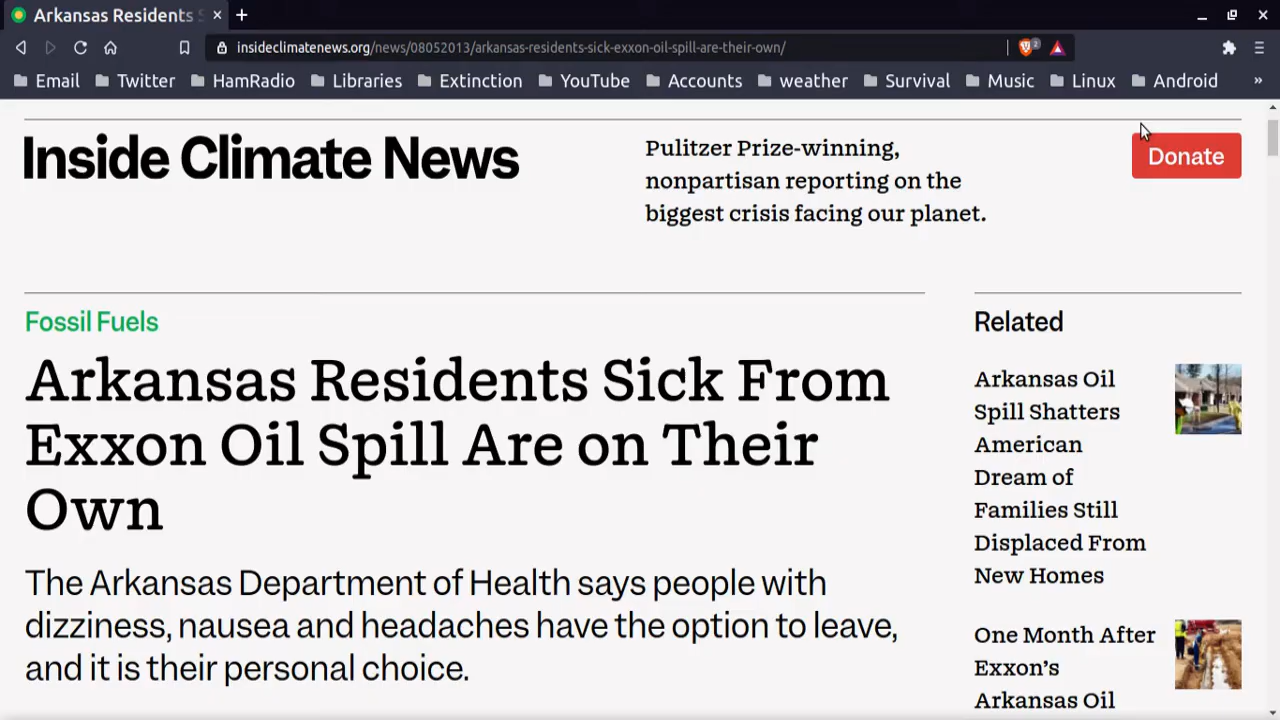 Arkansas Residents S
insideclimatenews.org/news/08052013/arkansas-residents-sick-exxon-oil-spill-are-their-own/
2
Email Twitter HamRadio Libraries Extinction YouTube Accounts weather Survival Music Linux Android »
Inside Climate News
Pulitzer Prize-winning,
nonpartisan reporting on the
biggest crisis facing our planet.
Donate
Fossil Fuels
Arkansas Residents Sick From
Exxon Oil Spill Are on Their
Own
The Arkansas Department of Health says people with
dizziness, nausea and headaches have the option to leave,
and it is their personal choice.
Related
Arkansas Oil
Spill Shatters
American
Dream of
Families Still
Displaced From
New Homes
One Month After
Exxon’s
Arkansas Oil